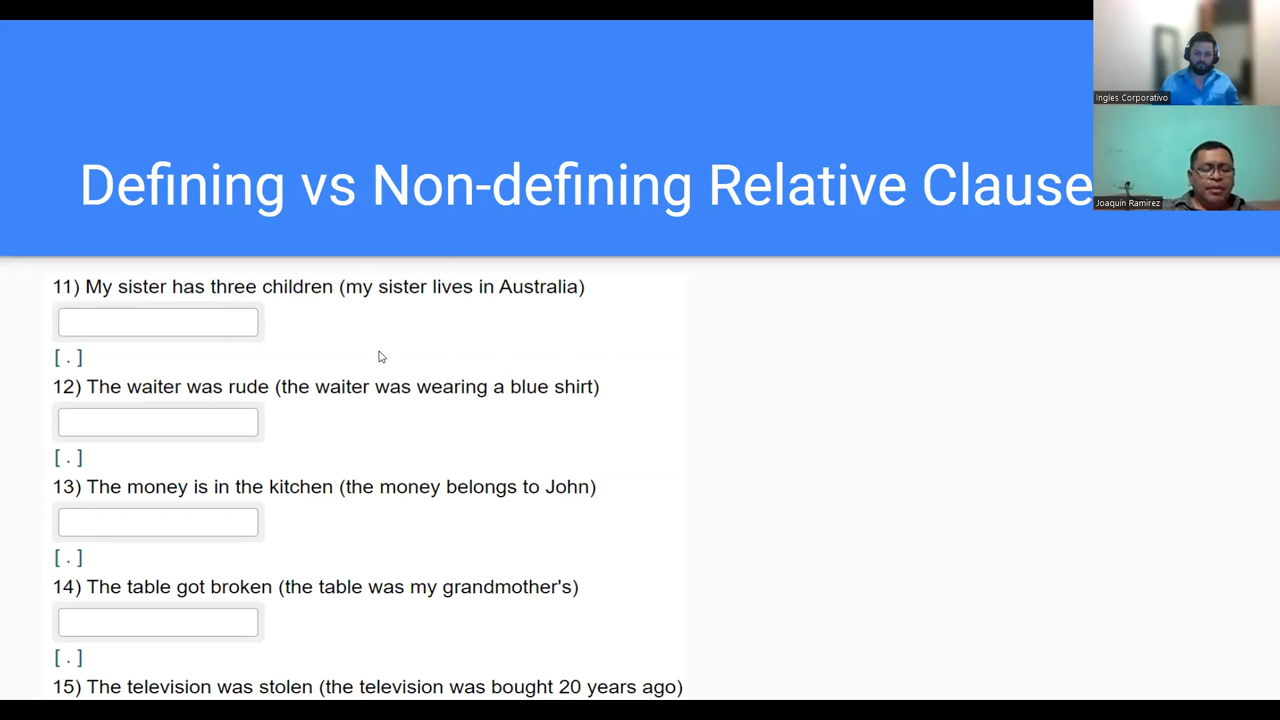 Defining vs Non-defining Relative Clause
Ingles Corporativo
Joaquín Ramirez
11) My sister has three children (my sister lives in Australia)
[ . ]
12) The waiter was rude (the waiter was wearing a blue shirt)
[ . ]
13) The money is in the kitchen (the money belongs to John)
[ . ]
14) The table got broken (the table was my grandmother's)
[ . ]
15) The television was stolen (the television was bought 20 years ago)